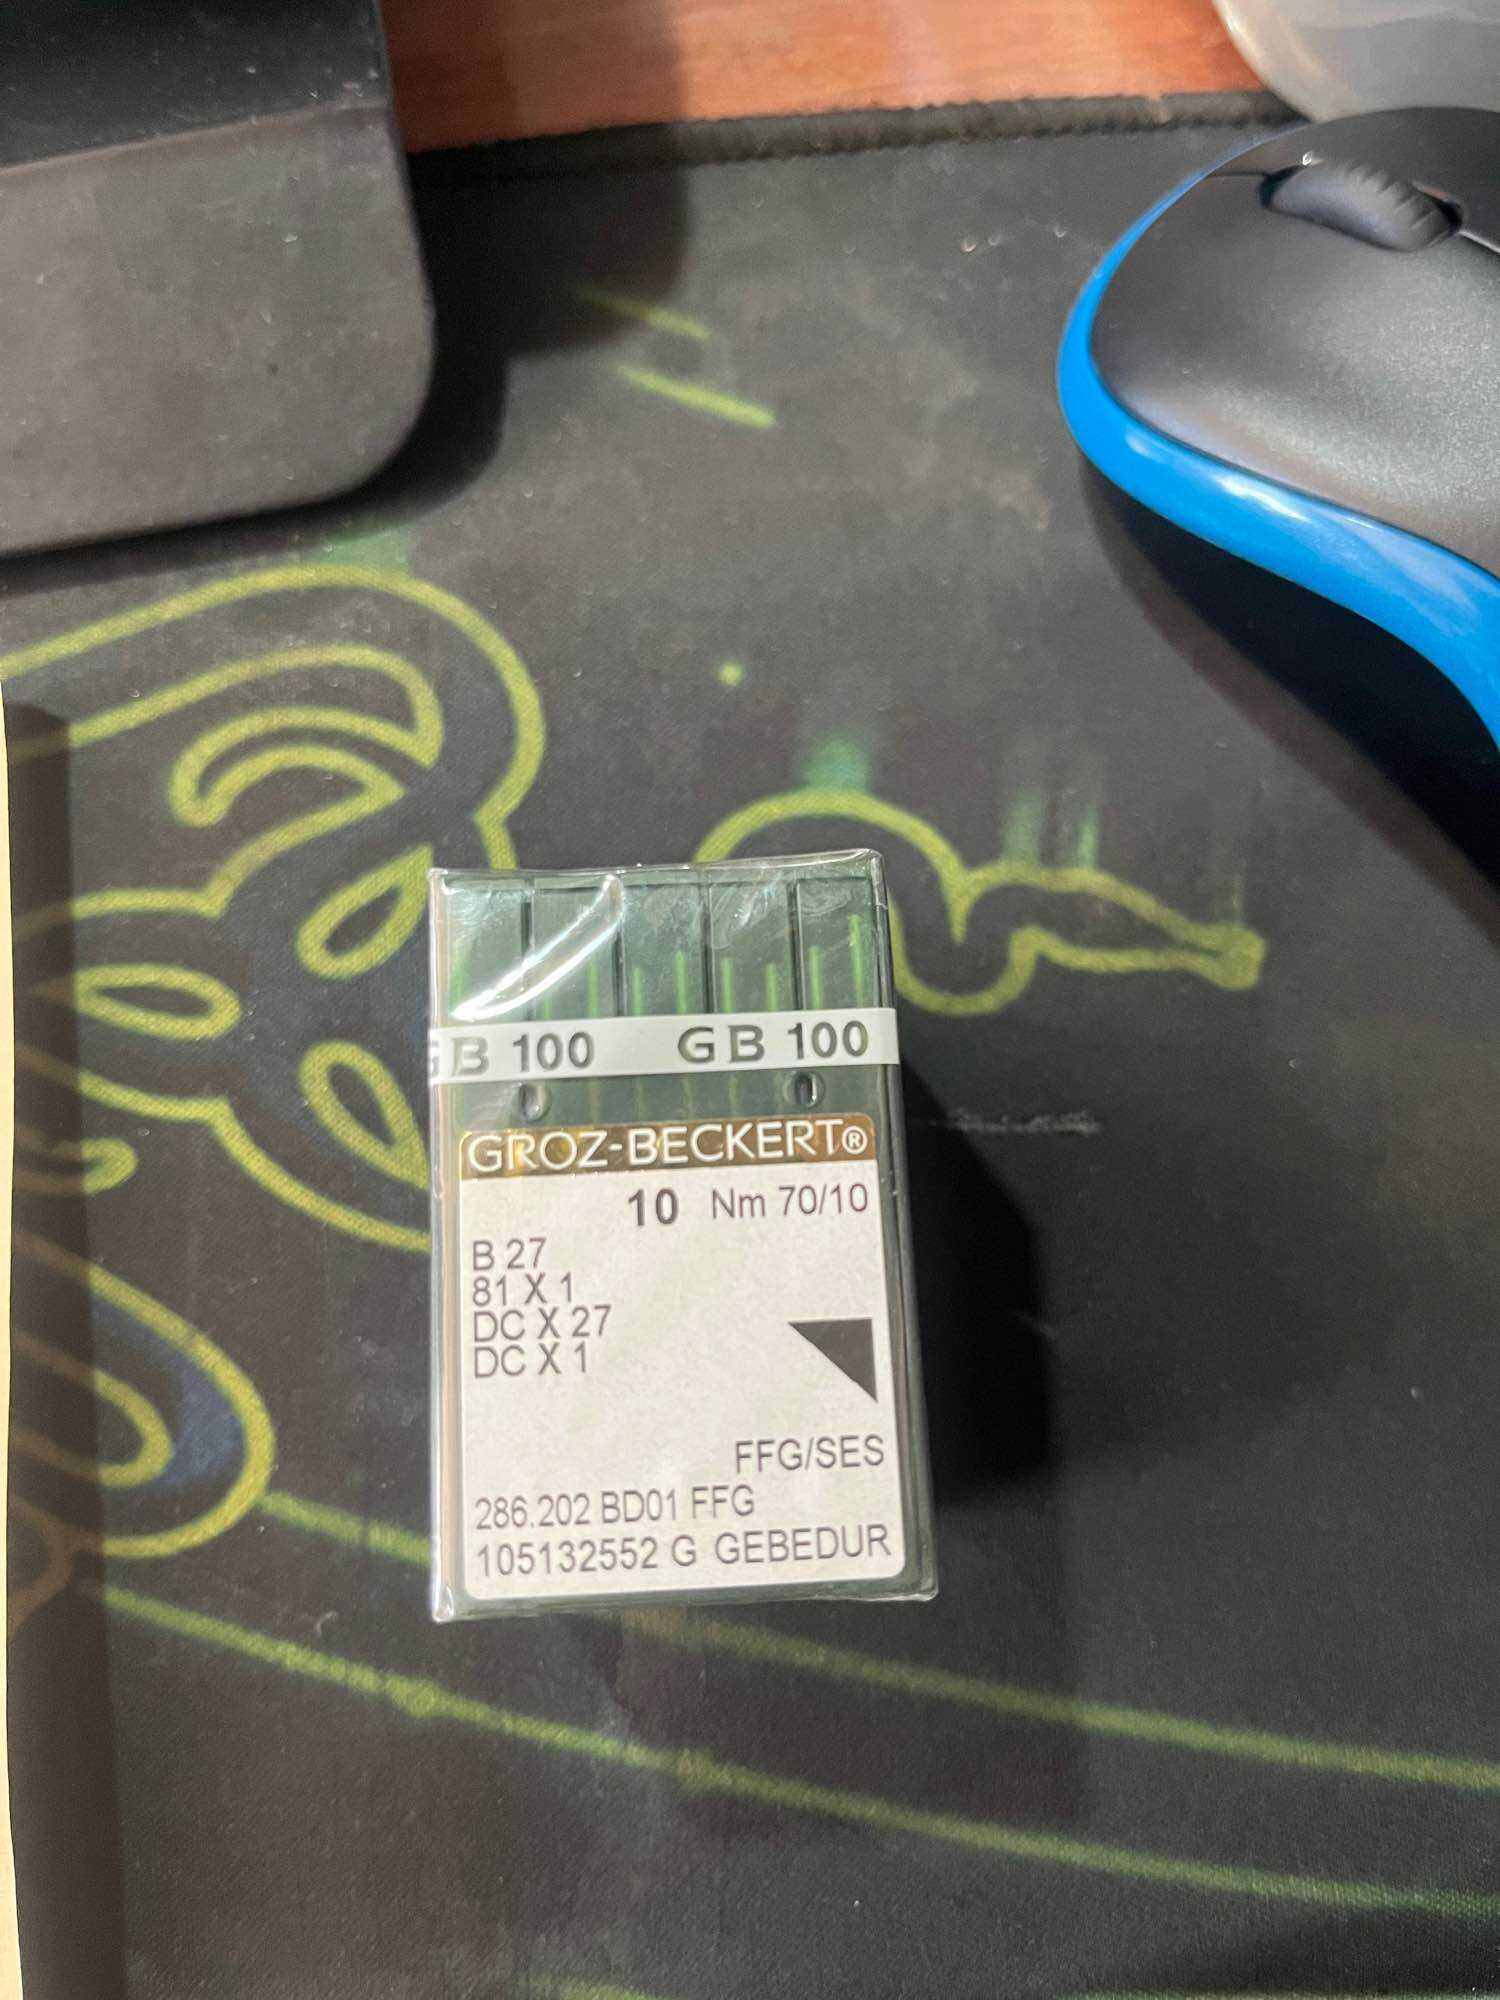 GB 100 GB 100
GROZ-BECKERT®
10 Nm 70/10
B 27
81 X 1
DC X 27
DC X 1
FFG/SES
286.202 BD01 FFG
105132552 G GEBEDUR